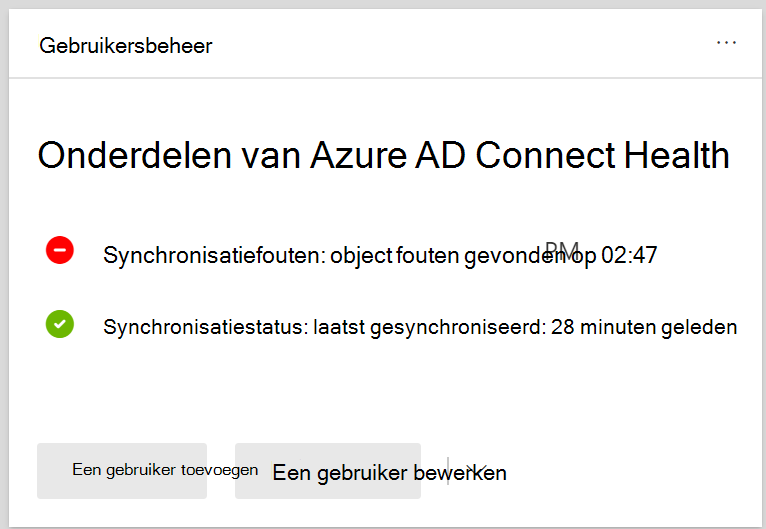 Gebruikersbeheer
Onderdelen van Azure AD Connect Health
Synchronisatiefouten: object fouten gevonden op 02:47 PM
Synchronisatiestatus: laatst gesynchroniseerd: 28 minuten geleden
Een gebruiker toevoegen Een gebruiker bewerken